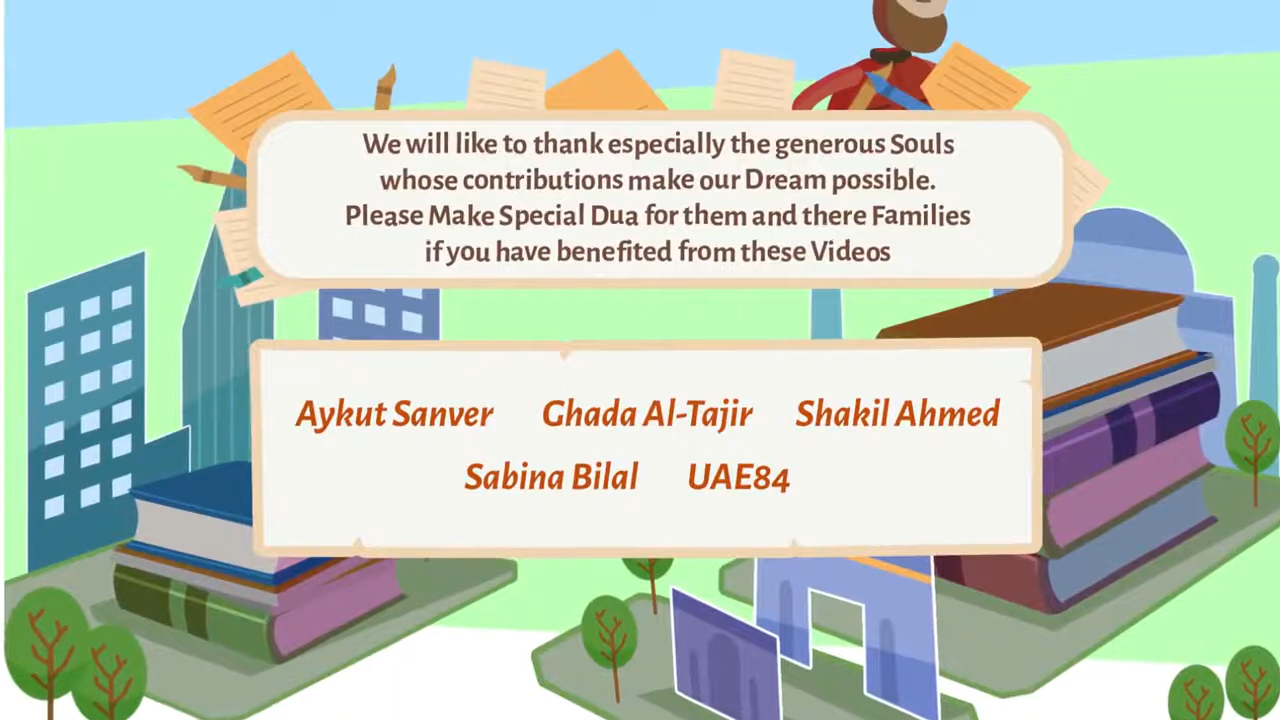 We will like to thank especially the generous Souls
whose contributions make our Dream possible.
Please Make Special Dua for them and there Families
if you have benefited from these Videos
Aykut Sanver Ghada Al-Tajir Shakil Ahmed
Sabina Bilal UAE84